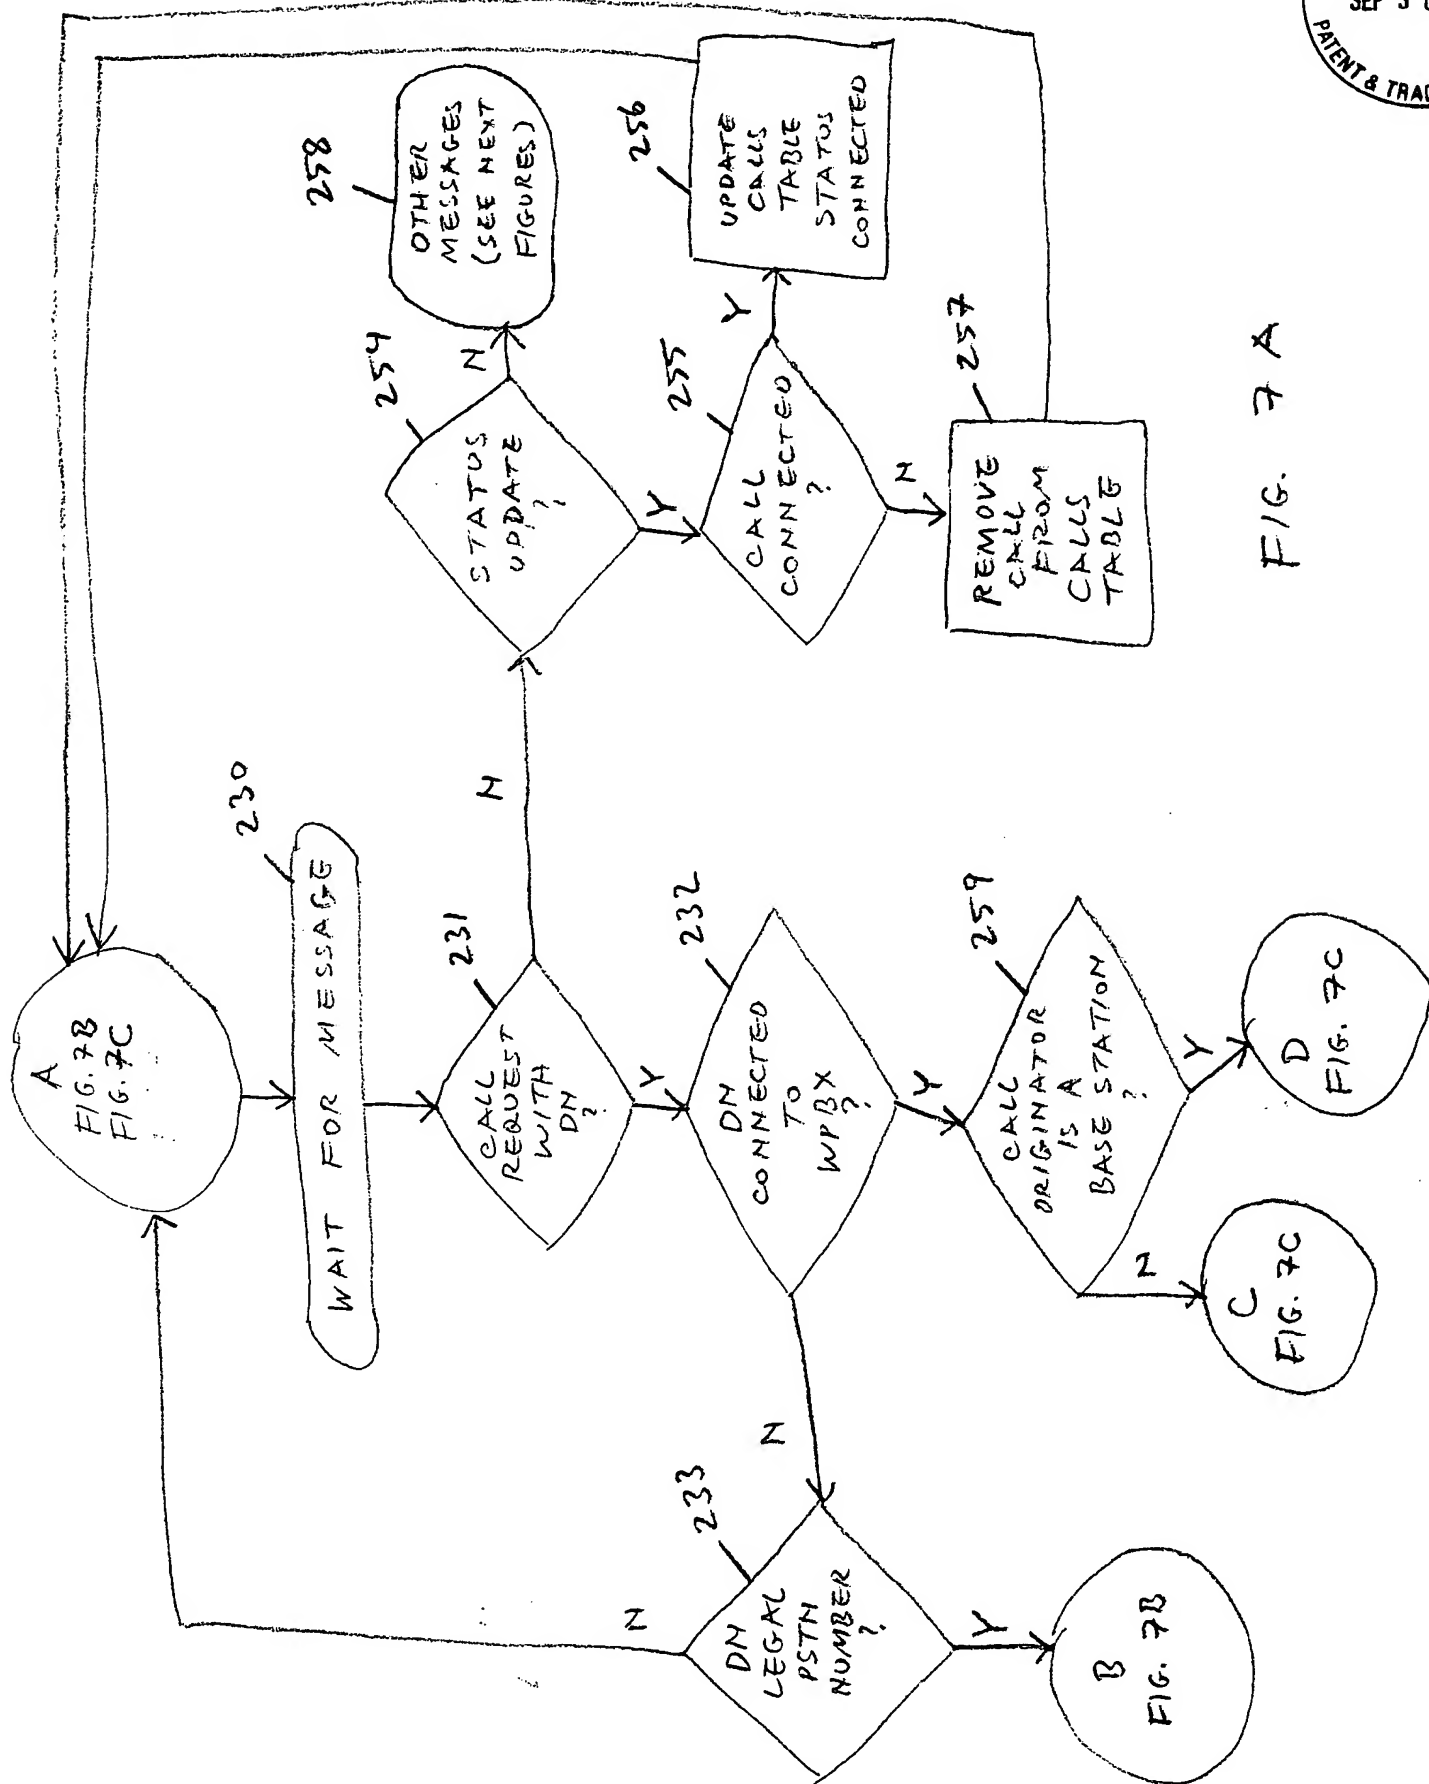 SEP 3
PATENT & TRAD
A
FIG. 7B
FIG. 7C
230
WAIT FOR MESSAGE
231
CALL
REQUEST
WITH
DN
?
N
Y
254
STATUS
UPDATE
?
N
Y
258
OTHER
MESSAGES
(SEE NEXT
FIGURES)
255
CALL
CONNECTED
?
Y
N
256
UPDATE
CALLS
TABLE
STATUS
CONNECTED
257
REMOVE
CALL
FROM
CALLS
TABLE
232
DN
CONNECTED
TO
WPBX
?
N
Y
233
DN
LEGAL
PSTN
NUMBER
?
N
Y
B
FIG. 7B
259
CALL
ORIGINATOR
IS A
BASE STATION
?
N
Y
C
FIG. 7C
D
FIG. 7C
FIG. 7A